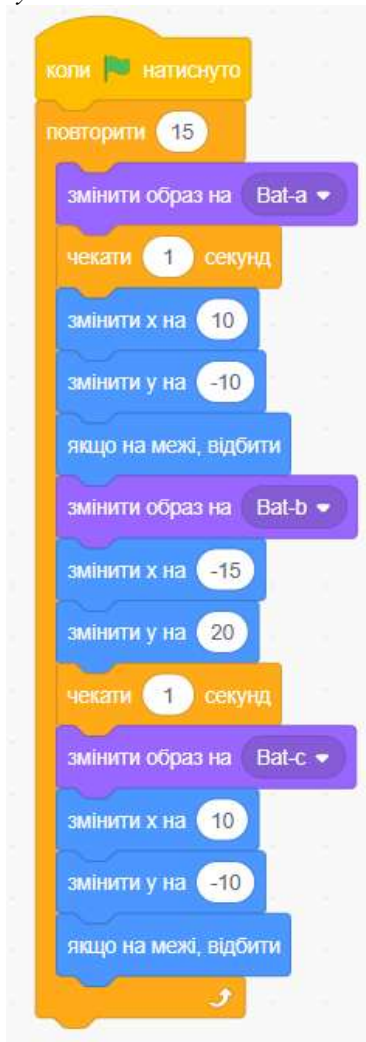 коли натиснуто
повторити 15
змінити образ на Bat-a
чекати 1 секунд
змінити x на 10
змінити y на -10
якщо на межі, відбити
змінити образ на Bat-b
змінити x на -15
змінити y на 20
чекати 1 секунд
змінити образ на Bat-c
змінити x на 10
змінити y на -10
якщо на межі, відбити